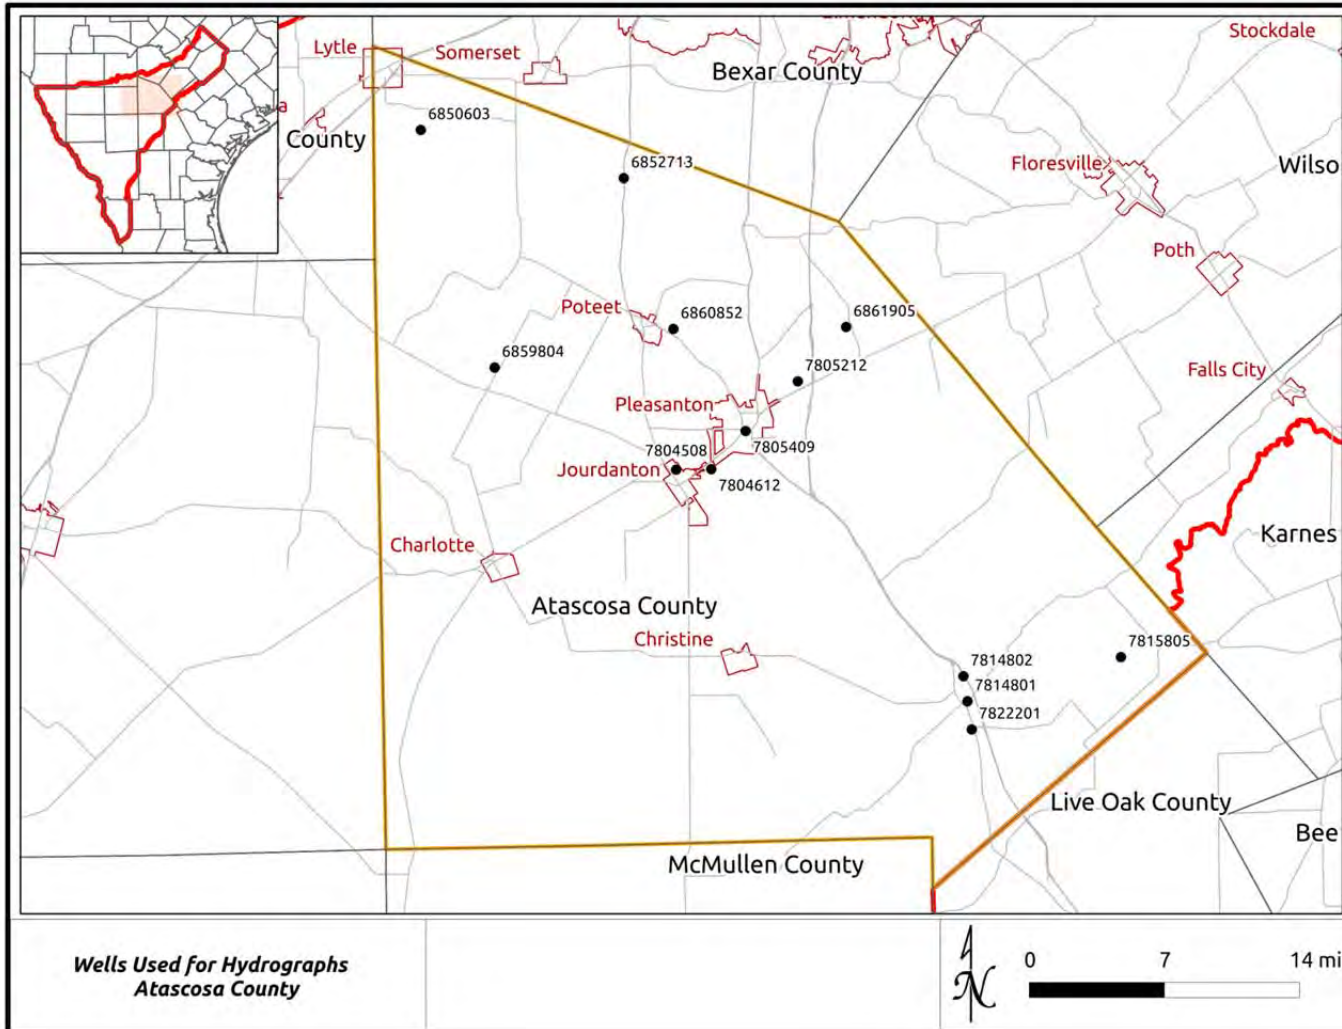 Stockdale
Lytle
Somerset
Bexar County
6850603
County
6852713
Floresville
Wilso
Poth
Poteet
6860852
6861905
6859804
7805212
Falls City
Pleasanton
7804508
7805409
Jourdanton
7804612
Karnes
Charlotte
Atascosa County
Christine
7815805
7814802
7814801
7822201
Live Oak County
Bee
McMullen County
Wells Used for Hydrographs
Atascosa County
N
0 7 14 mi